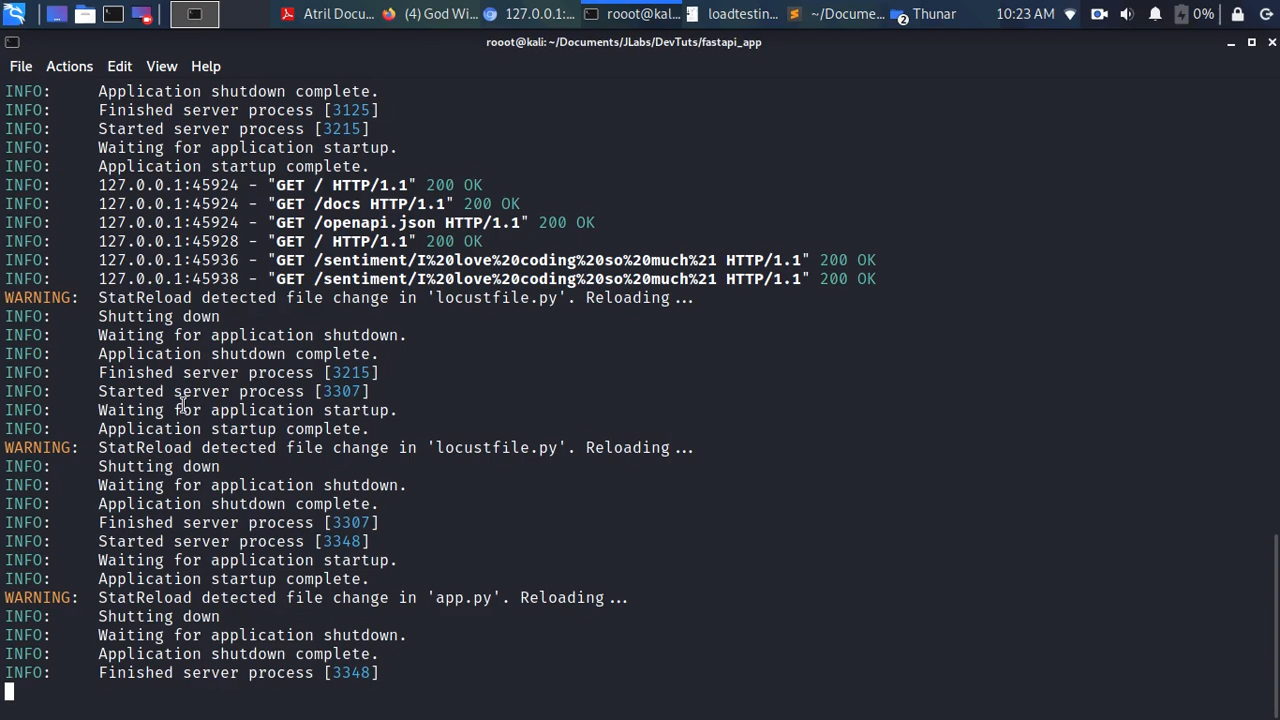 Atril Docu...
(4) God Wi...
127.0.0.1:...
rooot@kal...
loadtestin...
~/Docume...
2
Thunar
10:23 AM
0%
rooot@kali: ~/Documents/JLabs/DevTuts/fastapi_app
File Actions Edit View Help
INFO: Application shutdown complete.
INFO: Finished server process [3125]
INFO: Started server process [3215]
INFO: Waiting for application startup.
INFO: Application startup complete.
INFO: 127.0.0.1:45924 - "GET / HTTP/1.1" 200 OK
INFO: 127.0.0.1:45924 - "GET /docs HTTP/1.1" 200 OK
INFO: 127.0.0.1:45924 - "GET /openapi.json HTTP/1.1" 200 OK
INFO: 127.0.0.1:45928 - "GET / HTTP/1.1" 200 OK
INFO: 127.0.0.1:45936 - "GET /sentiment/I%20love%20coding%20so%20much%21 HTTP/1.1" 200 OK
INFO: 127.0.0.1:45938 - "GET /sentiment/I%20love%20coding%20so%20much%21 HTTP/1.1" 200 OK
WARNING: StatReload detected file change in 'locustfile.py'. Reloading...
INFO: Shutting down
INFO: Waiting for application shutdown.
INFO: Application shutdown complete.
INFO: Finished server process [3215]
INFO: Started server process [3307]
INFO: Waiting for application startup.
INFO: Application startup complete.
WARNING: StatReload detected file change in 'locustfile.py'. Reloading...
INFO: Shutting down
INFO: Waiting for application shutdown.
INFO: Application shutdown complete.
INFO: Finished server process [3307]
INFO: Started server process [3348]
INFO: Waiting for application startup.
INFO: Application startup complete.
WARNING: StatReload detected file change in 'app.py'. Reloading...
INFO: Shutting down
INFO: Waiting for application shutdown.
INFO: Application shutdown complete.
INFO: Finished server process [3348]